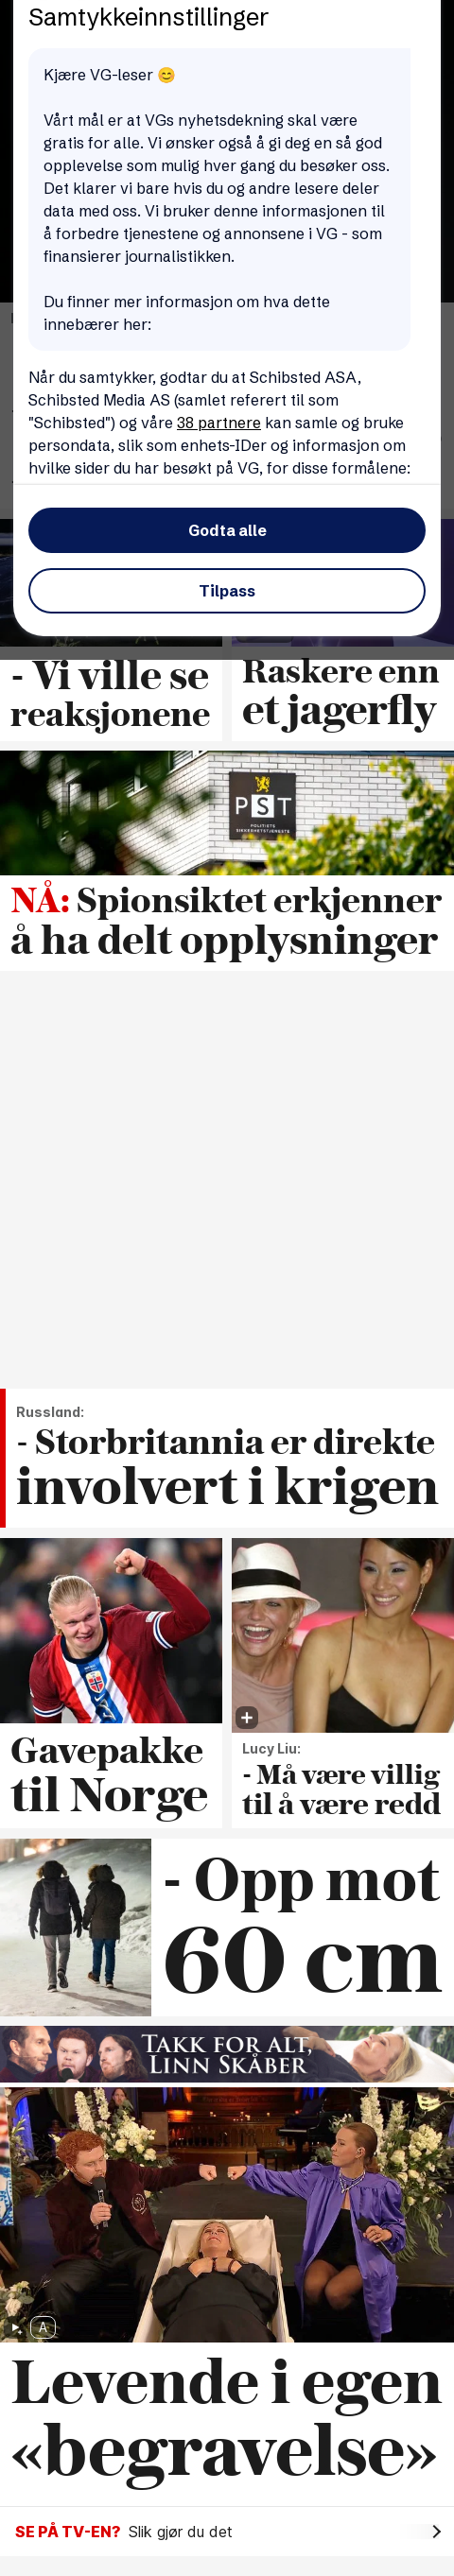 Samtykkeinnstillinger
Kjære VG-leser 😊
Vårt mål er at VGs nyhetsdekning skal være
gratis for alle. Vi ønsker også å gi deg en så god
opplevelse som mulig hver gang du besøker oss.
Det klarer vi bare hvis du og andre lesere deler
data med oss. Vi bruker denne informasjonen til
å forbedre tjenestene og annonsene i VG - som
finansierer journalistikken.
Du finner mer informasjon om hva dette
innebærer her:
Når du samtykker, godtar du at Schibsted ASA,
Schibsted Media AS (samlet referert til som
"Schibsted") og våre 38 partnere kan samle og bruke
persondata, slik som enhets-IDer og informasjon om
hvilke sider du har besøkt på VG, for disse formålene:
Godta alle
Tilpass
- Vi ville se
reaksjonene
Raskere enn
et jagerfly
PST
POLITIETS
SIKKERHETSTJENESTE
NÅ: Spionsiktet erkjenner
å ha delt opplysninger
Russland:
- Storbritannia er direkte
involvert i krigen
Gavepakke
til Norge
Lucy Liu:
- Må være villig
til å være redd
- Opp mot
60 cm
TAKK FOR ALT,
LINN SKÅBER
A
Levende i egen
«begravelse»
SE PÅ TV-EN? Slik gjør du det